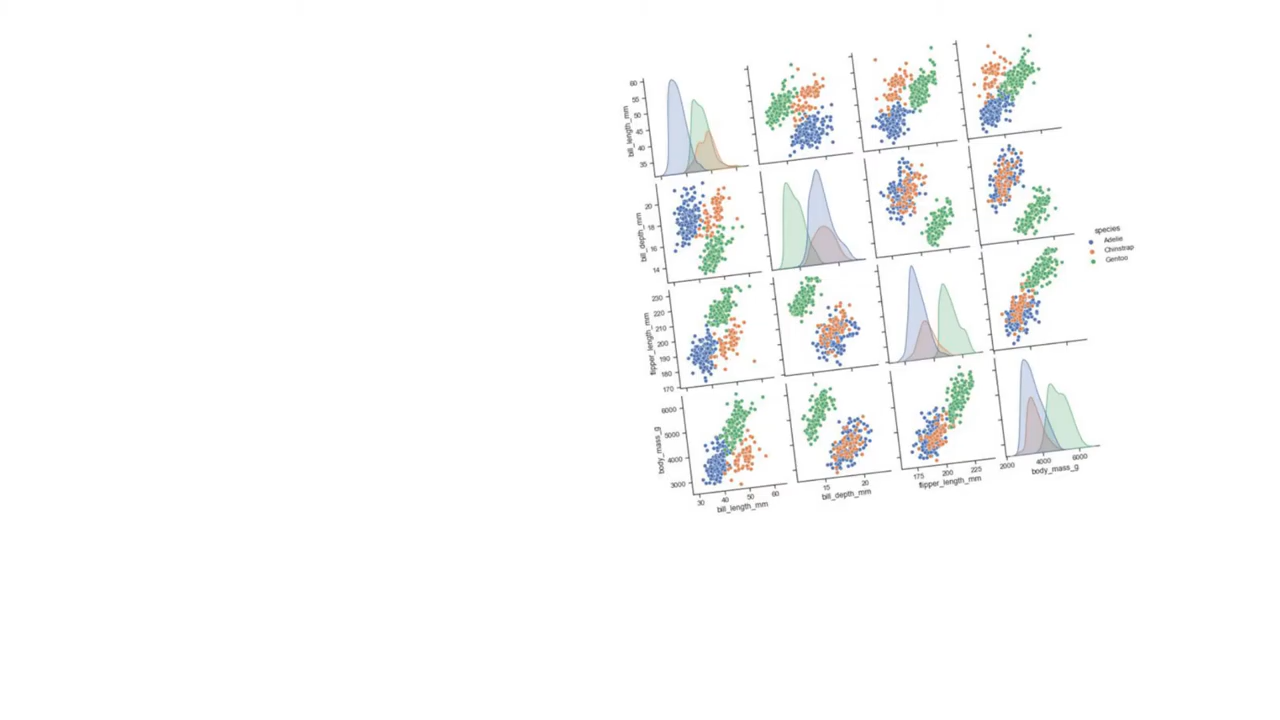 60
55
50
45
40
35
bill_length_mm
20
18
16
14
bill_depth_mm
species
Adelie
Chinstrap
Gentoo
230
220
210
200
190
180
170
flipper_length_mm
6000
5000
4000
3000
body_mass_g
30 40 50 60
bill_length_mm
15 20
bill_depth_mm
175 200 225
flipper_length_mm
2000 4000 6000
body_mass_g